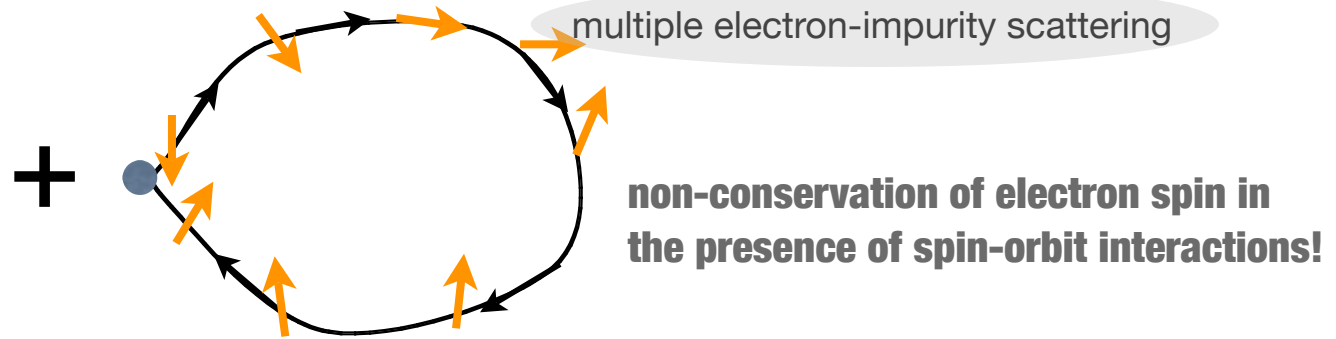 multiple electron-impurity scattering
+
non-conservation of electron spin in
the presence of spin-orbit interactions!